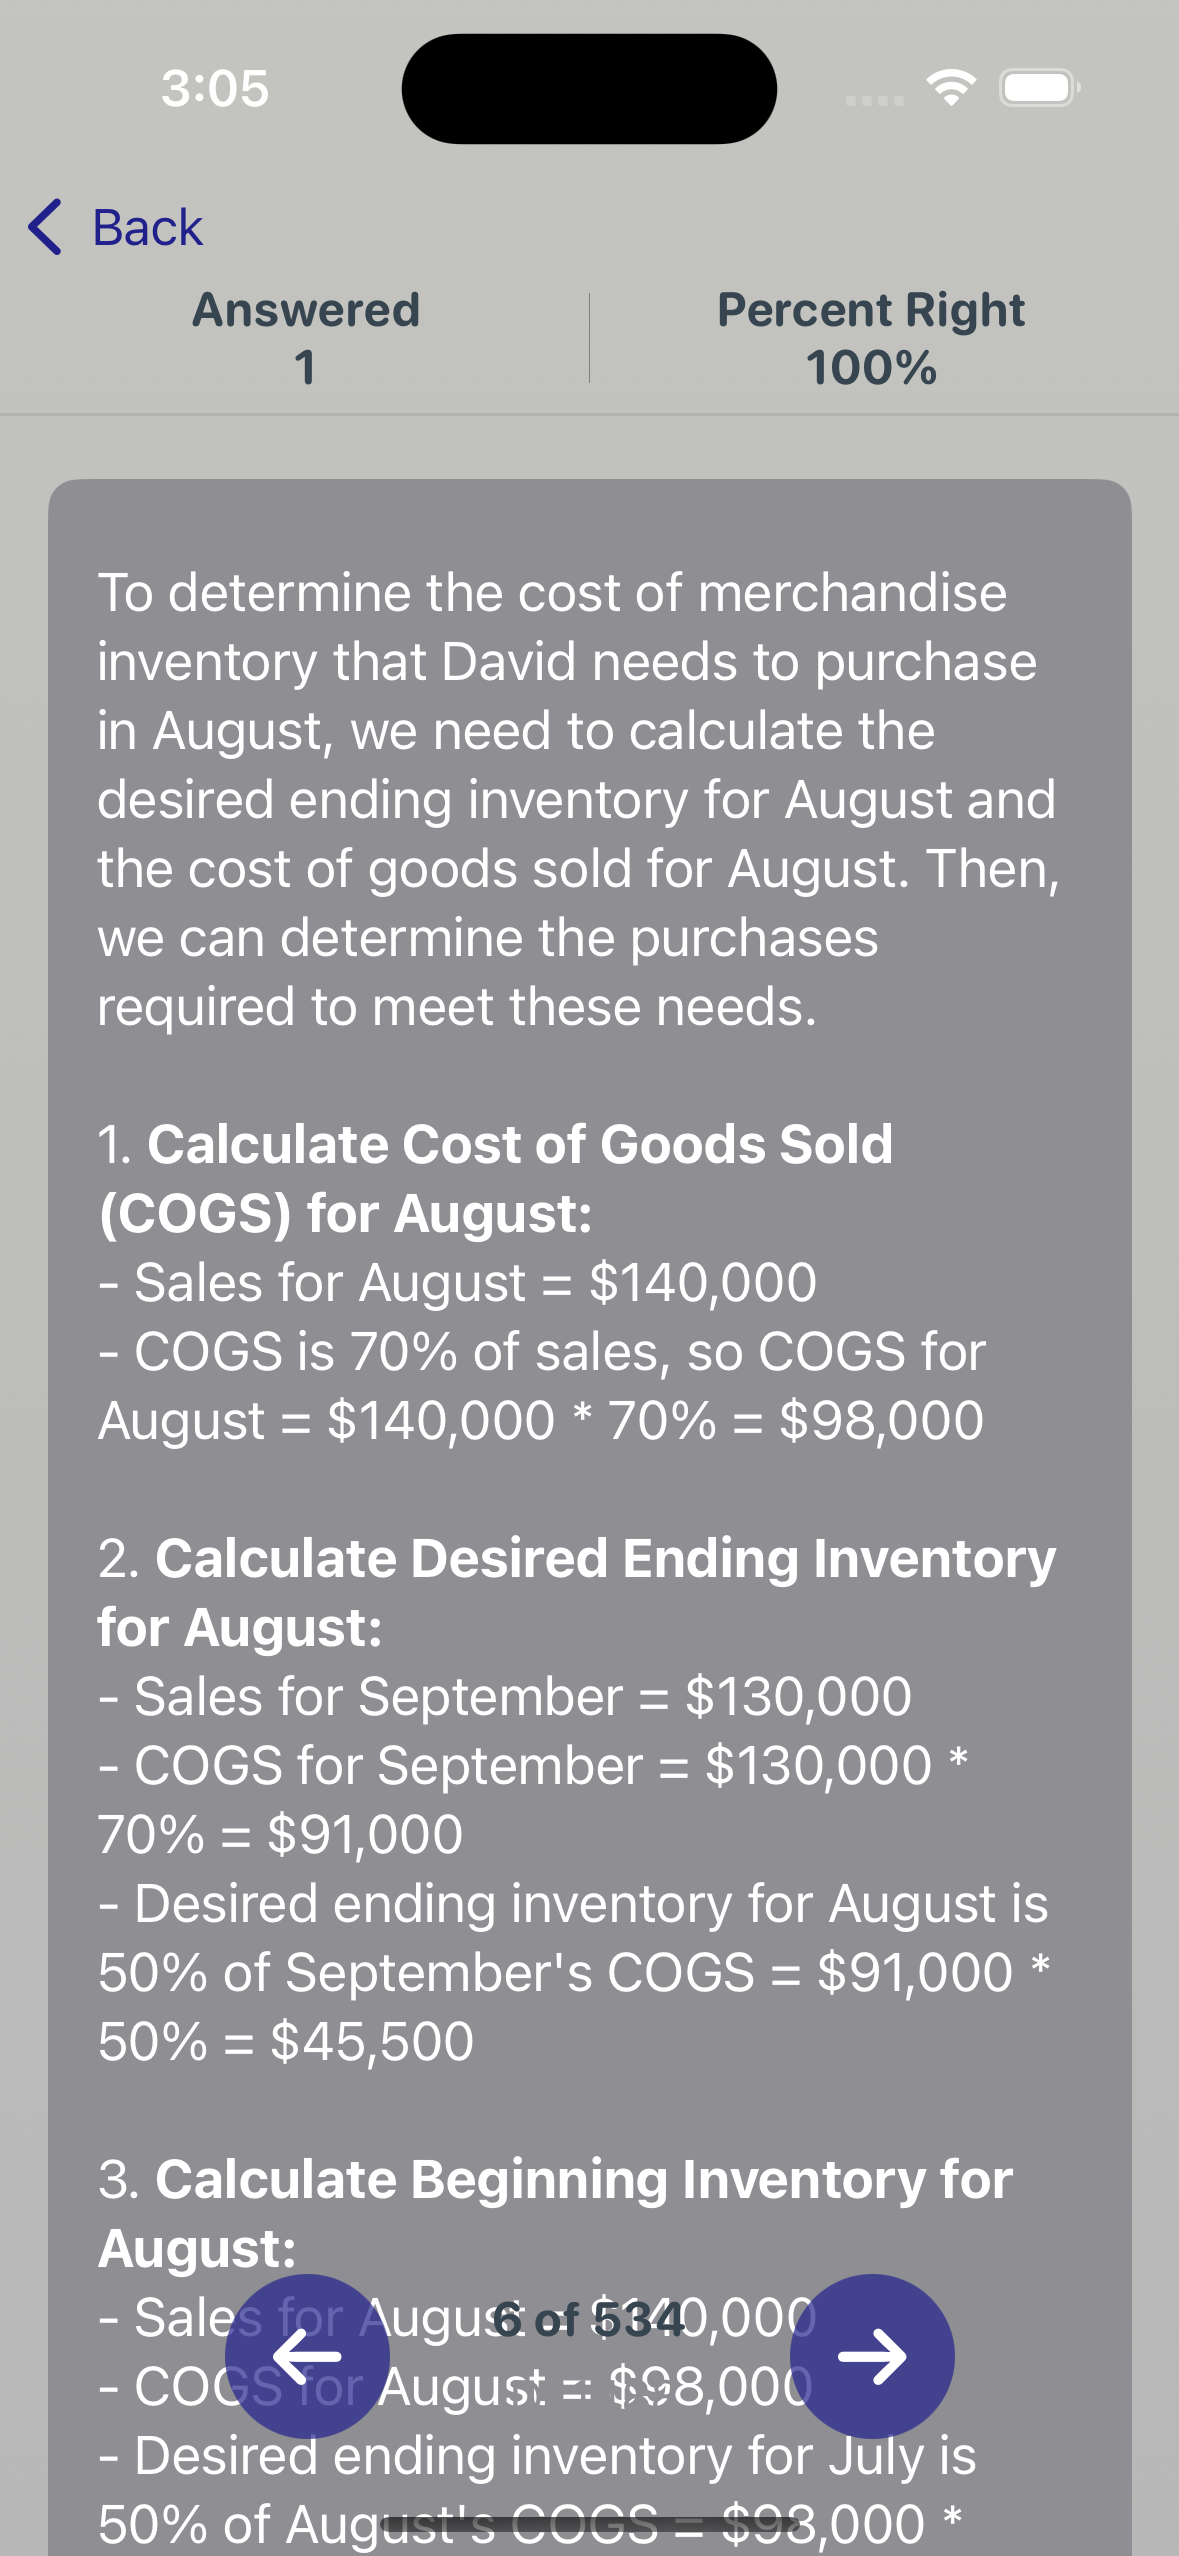 3:05
Back
Answered
1
Percent Right
100%
To determine the cost of merchandise
inventory that David needs to purchase
in August, we need to calculate the
desired ending inventory for August and
the cost of goods sold for August. Then,
we can determine the purchases
required to meet these needs.
1. Calculate Cost of Goods Sold
(COGS) for August:
- Sales for August = $140,000
- COGS is 70% of sales, so COGS for
August = $140,000 * 70% = $98,000
2. Calculate Desired Ending Inventory
for August:
- Sales for September = $130,000
- COGS for September = $130,000 *
70% = $91,000
- Desired ending inventory for August is
50% of September's COGS = $91,000 *
50% = $45,500
3. Calculate Beginning Inventory for
August:
- Sales for August = $140,000
6 of 534
- COGS for August = $98,000
- Desired ending inventory for July is
50% of August's COGS = $98,000 *